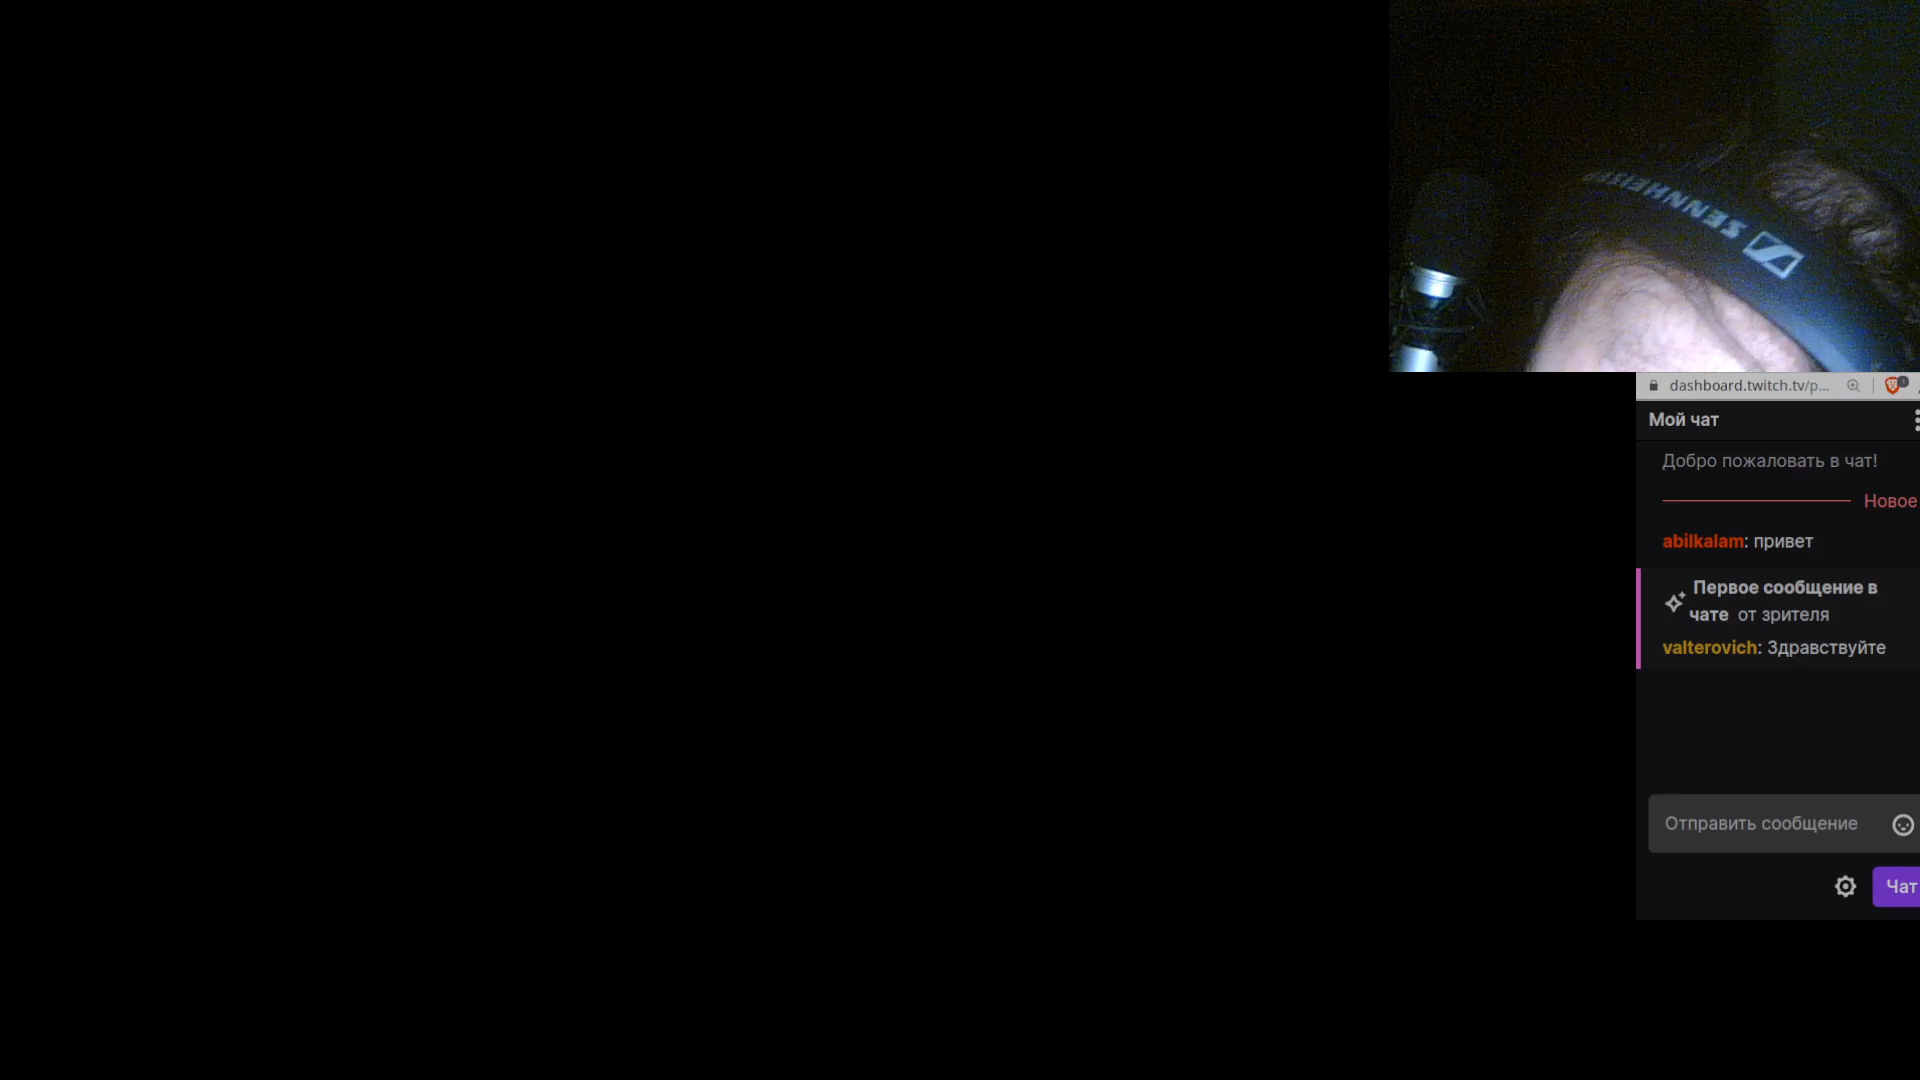 SENNHEISER
dashboard.twitch.tv/p...
Мой чат
Добро пожаловать в чат!
Новое
abilkalam: привет
Первое сообщение в
чате от зрителя
valterovich: Здравствуйте
Отправить сообщение
Чат